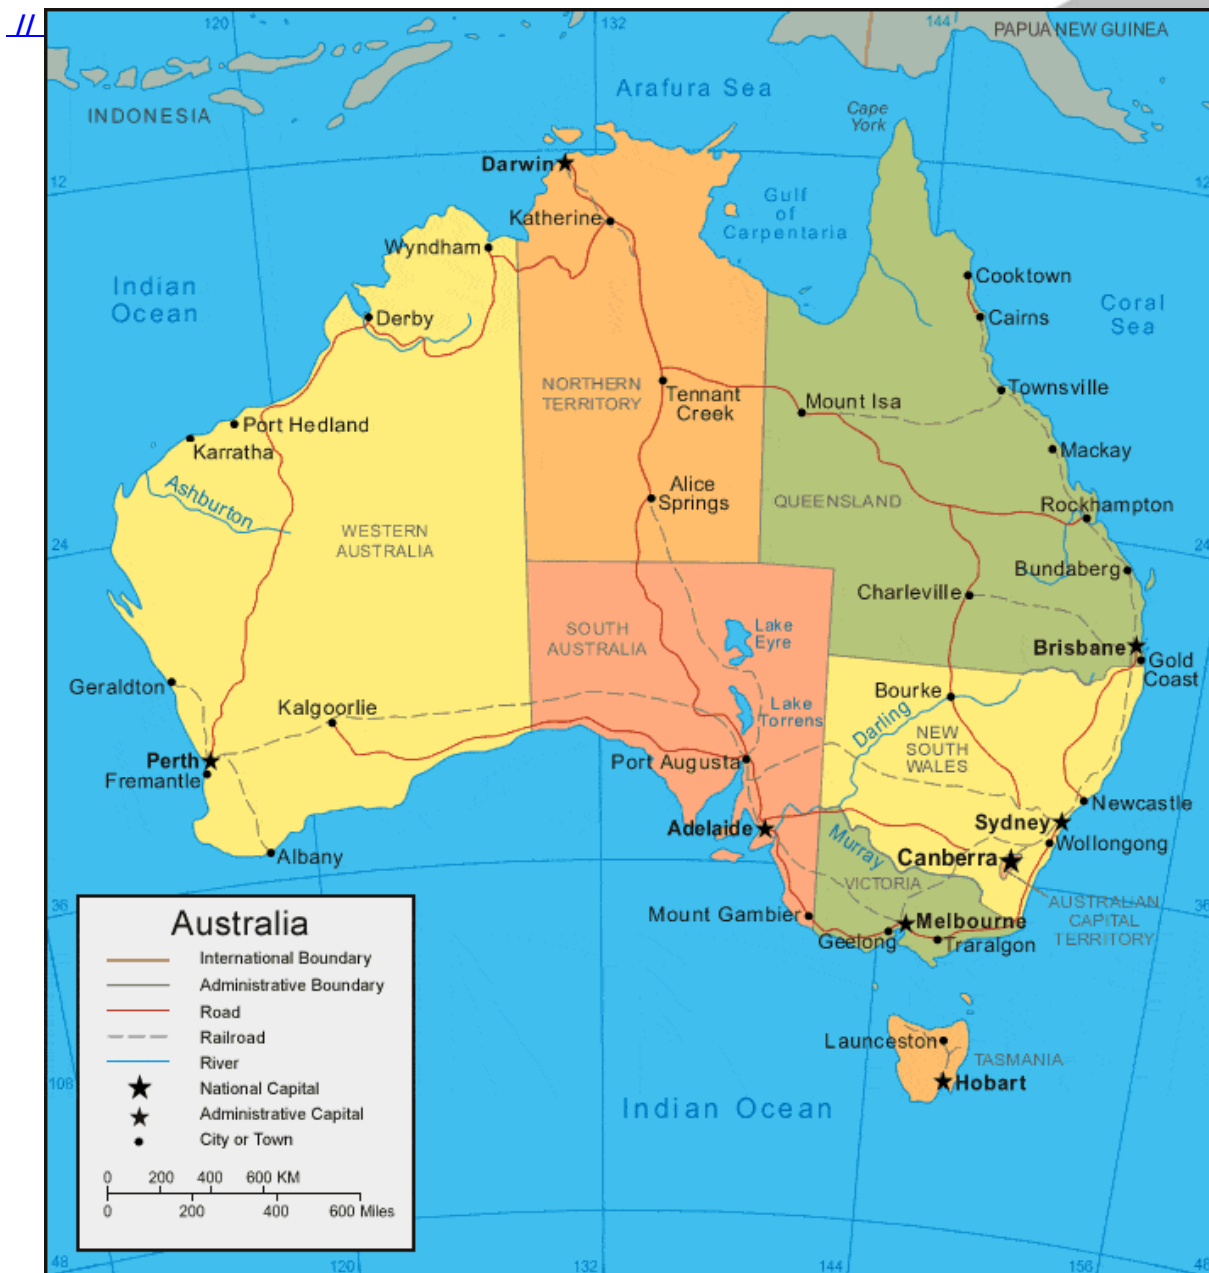 //
120
132
144
PAPUA NEW GUINEA
INDONESIA
Arafura Sea
Cape
York
12
12
Darwin
Gulf
of
Carpentaria
Katherine
Wyndham
Cooktown
Indian
Ocean
Coral
Sea
Derby
Cairns
NORTHERN
TERRITORY
Tennant
Creek
Mount Isa
Townsville
Port Hedland
Karratha
Mackay
Ashburton
Alice
Springs
QUEENSLAND
Rockhampton
WESTERN
AUSTRALIA
24
24
Bundaberg
Charleville
SOUTH
AUSTRALIA
Lake
Eyre
Brisbane
Gold
Coast
Geraldton
Kalgoorlie
Lake
Torrens
Bourke
Darling
NEW
SOUTH
WALES
Perth
Fremantle
Port Augusta
Newcastle
Adelaide
Sydney
Wollongong
Murray
Canberra
Albany
VICTORIA
36
36
AUSTRALIAN
CAPITAL
TERRITORY
Mount Gambier
Melbourne
Geelong
Traralgon
Launceston
TASMANIA
Hobart
108
Indian Ocean
Australia
International Boundary
Administrative Boundary
Road
Railroad
River
National Capital
Administrative Capital
City or Town
0 200 400 600 KM
0 200 400 600 Miles
48
120
132
144
156
48